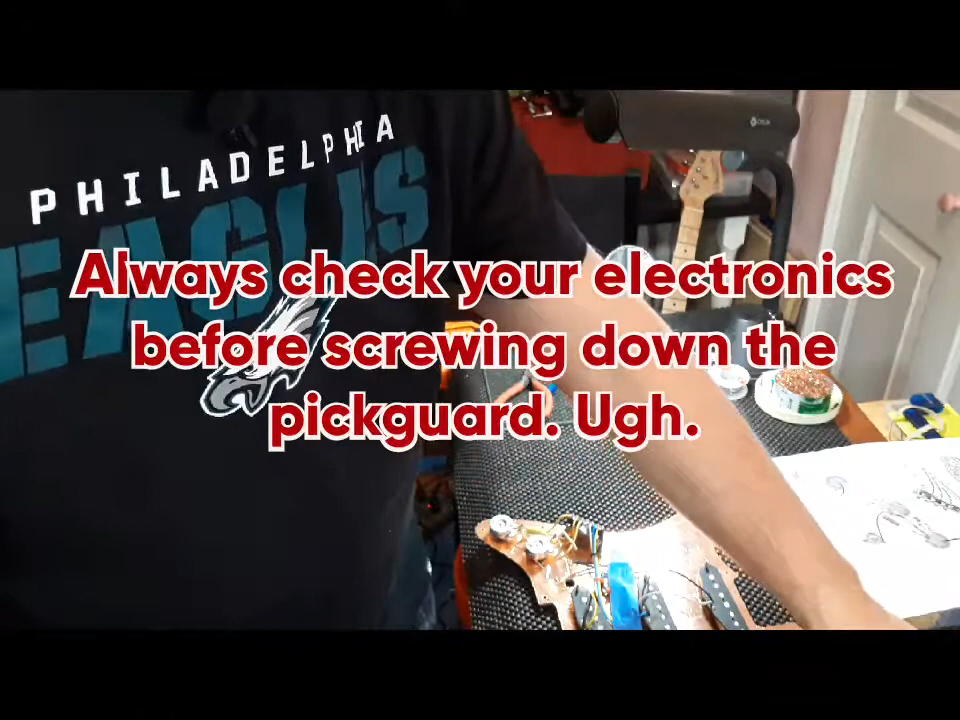 PHILADELPHIA
EAGLES
Always check your electronics
before screwing down the
pickguard. Ugh.